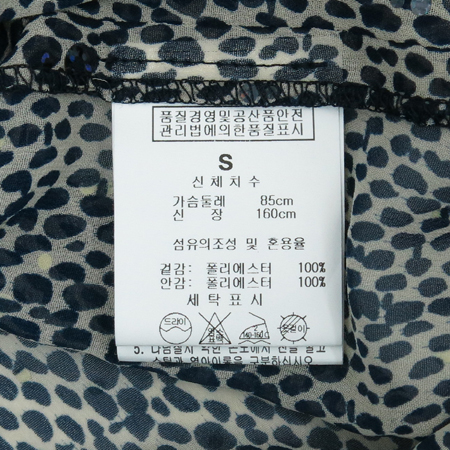 품질경영및공산품안전
관리법에의한품질표시
S
신체치수
가슴둘레 85cm
신 장 160cm
섬유의조성 및 혼용율
겉감: 폴리에스터 100%
안감: 폴리에스터 100%
세탁표시
드라이